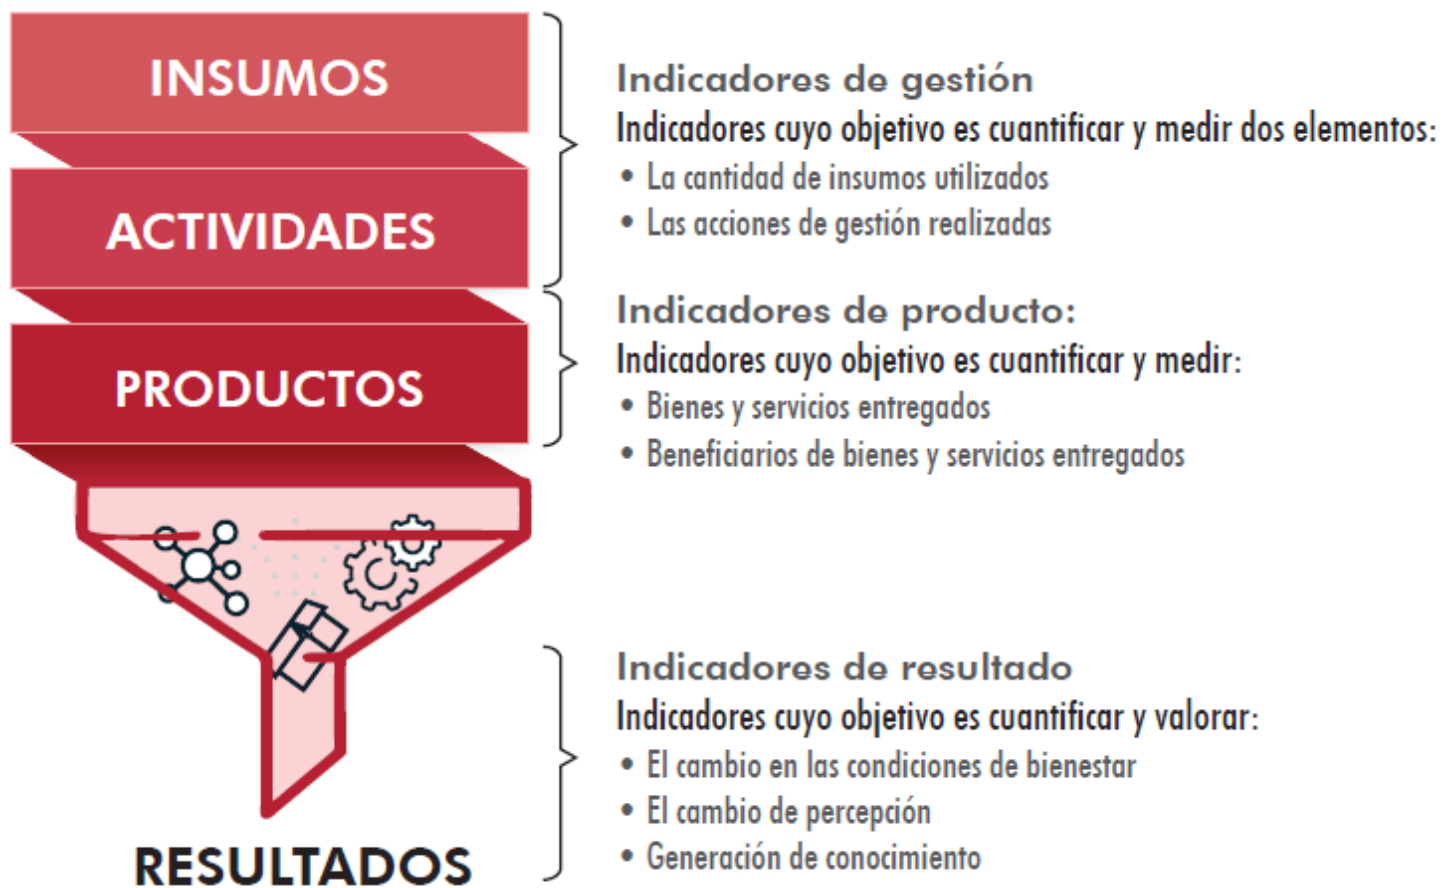 INSUMOS
ACTIVIDADES
PRODUCTOS
RESULTADOS
Indicadores de gestión
Indicadores cuyo objetivo es cuantificar y medir dos elementos:
• La cantidad de insumos utilizados
• Las acciones de gestión realizadas
Indicadores de producto:
Indicadores cuyo objetivo es cuantificar y medir:
• Bienes y servicios entregados
• Beneficiarios de bienes y servicios entregados
Indicadores de resultado
Indicadores cuyo objetivo es cuantificar y valorar:
• El cambio en las condiciones de bienestar
• El cambio de percepción
• Generación de conocimiento